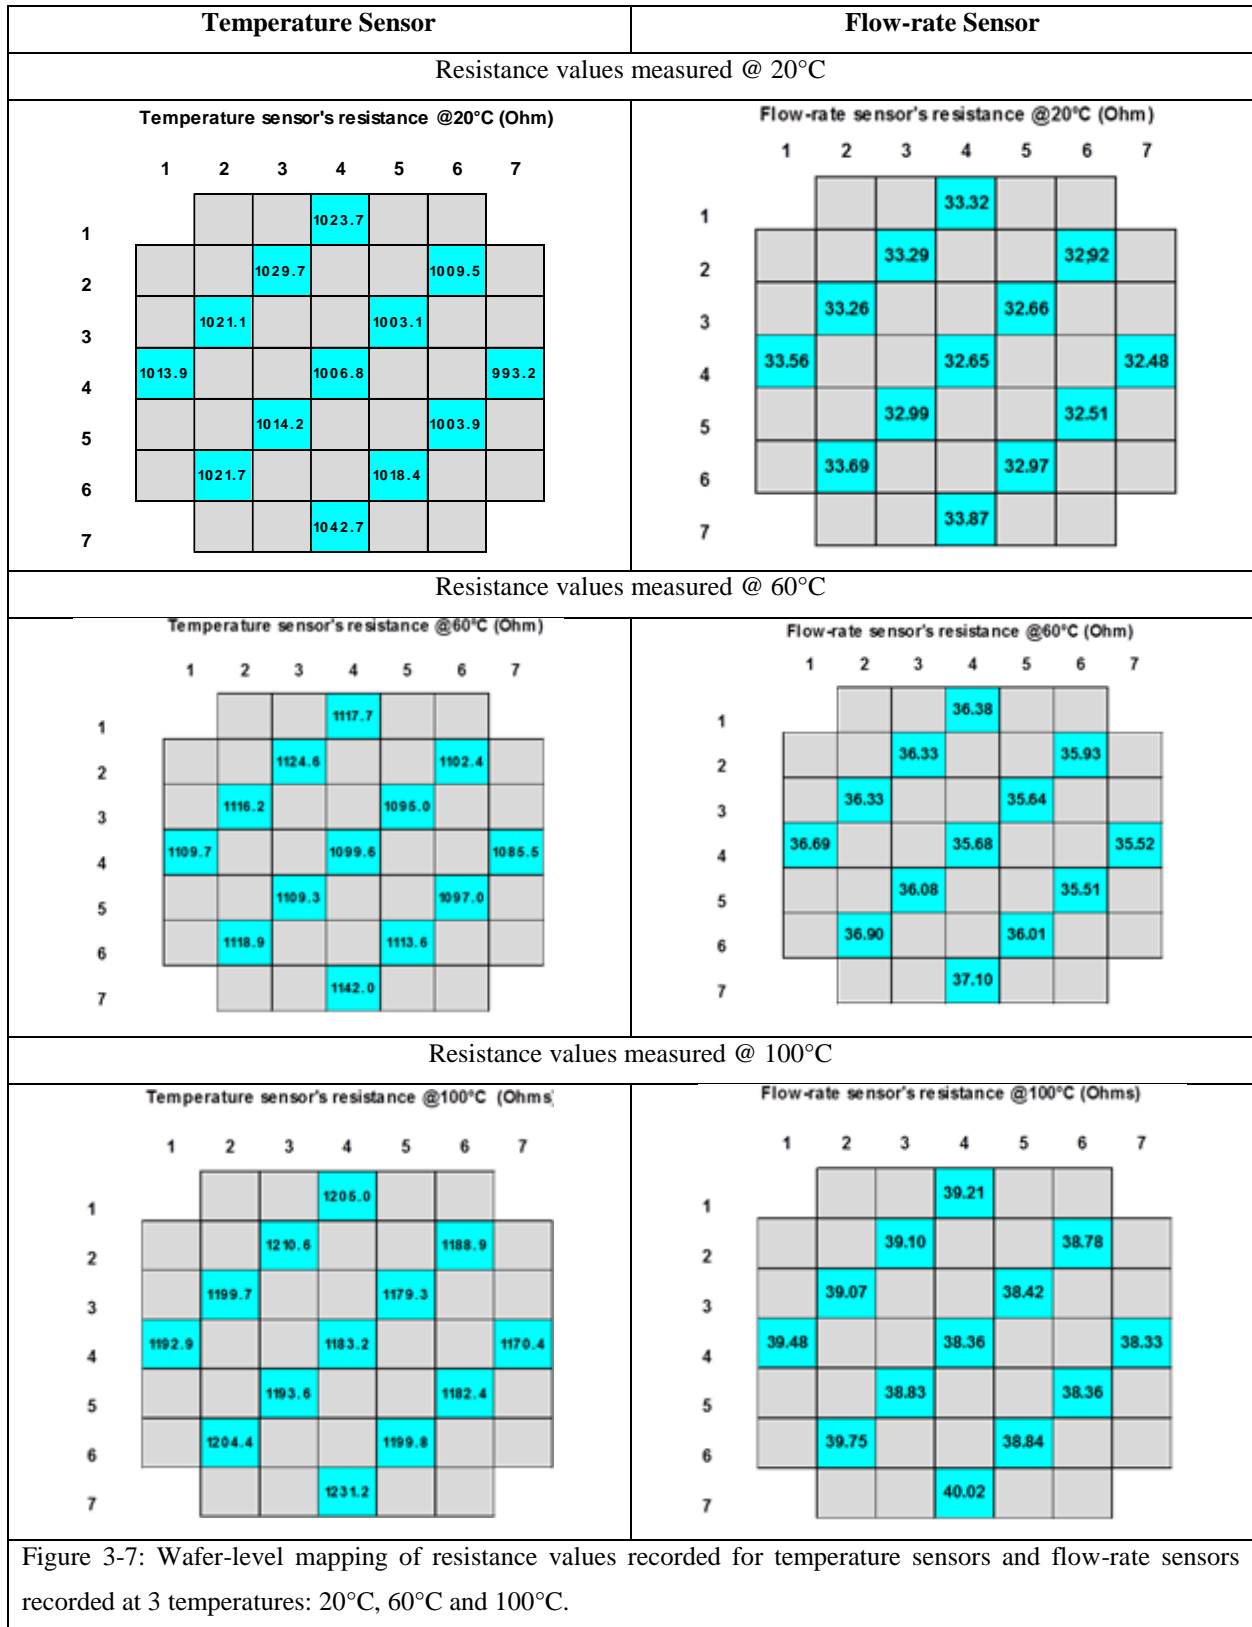 Temperature Sensor
Flow-rate Sensor
Resistance values measured @ 20°C
Temperature sensor's resistance @20°C (Ohm)
1 2 3 4 5 6 7
1 1023.7
2 1029.7 1009.5
3 1021.1 1003.1
4 1013.9 1006.8 993.2
5 1014.2 1003.9
6 1021.7 1018.4
7 1042.7
Flow-rate sensor's resistance @20°C (Ohm)
1 2 3 4 5 6 7
1 33.32
2 33.29 32,92
3 33.26 32.66
4 33.56 32.65 32.48
5 32.99 32.51
6 33.69 32.97
7 33.87
Resistance values measured @ 60°C
Temperature sensor's resistance @60°C (Ohm)
1 2 3 4 5 6 7
1 1117.7
2 1124.6 1102.4
3 1116.2 1095.0
4 1109.7 1099.6 1085.5
5 1109.3 1097.0
6 1118.9 1113.6
7 1142.0
Flow-rate sensor's resistance @60°C (Ohm)
1 2 3 4 5 6 7
1 36.38
2 36.33 35.93
3 36.33 35.64
4 36.69 35.68 35.52
5 36.08 35.51
6 36.90 36.01
7 37.10
Resistance values measured @ 100°C
Temperature sensor's resistance @100°C (Ohms)
1 2 3 4 5 6 7
1 1205.0
2 1210.6 1188.9
3 1199.7 1179.3
4 1192.9 1183.2 1170.4
5 1193.6 1182.4
6 1204.4 1199.8
7 1231.2
Flow-rate sensor's resistance @100°C (Ohms)
1 2 3 4 5 6 7
1 39.21
2 39.10 38.78
3 39.07 38.42
4 39.48 38.36 38.33
5 38.83 38.36
6 39.75 38.84
7 40.02
Figure 3-7: Wafer-level mapping of resistance values recorded for temperature sensors and flow-rate sensors
recorded at 3 temperatures: 20°C, 60°C and 100°C.